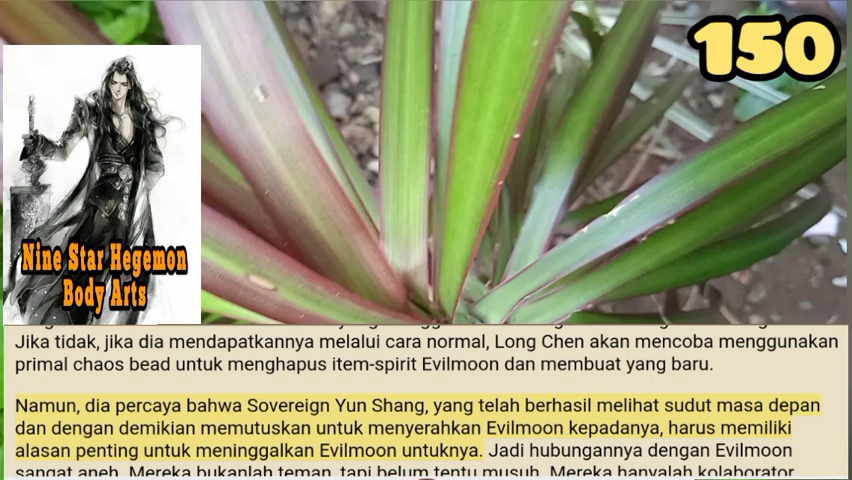 150
Nine Star Hegemon
Body Arts
Jika tidak, jika dia mendapatkannya melalui cara normal, Long Chen akan mencoba menggunakan
primal chaos bead untuk menghapus item-spirit Evilmoon dan membuat yang baru.
Namun, dia percaya bahwa Sovereign Yun Shang, yang telah berhasil melihat sudut masa depan
dan dengan demikian memutuskan untuk menyerahkan Evilmoon kepadanya, harus memiliki
alasan penting untuk meninggalkan Evilmoon untuknya. Jadi hubungannya dengan Evilmoon
sangat aneh. Mereka bukanlah teman, tapi belum tentu musuh. Mereka hanyalah kolaborator